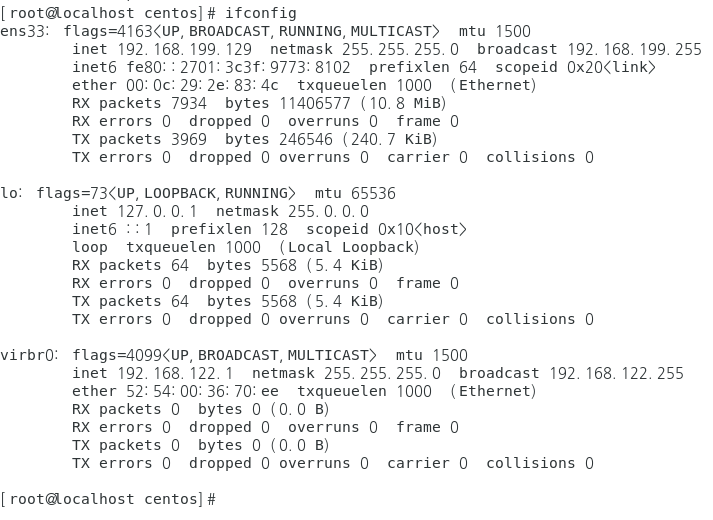 [root@localhost centos]# ifconfig
ens33: flags=4163<UP,BROADCAST,RUNNING,MULTICAST>  mtu 1500
        inet 192.168.199.129  netmask 255.255.255.0  broadcast 192.168.199.255
        inet6 fe80::2701:3c3f:9773:8102  prefixlen 64  scopeid 0x20<link>
        ether 00:0c:29:2e:83:4c  txqueuelen 1000  (Ethernet)
        RX packets 7934  bytes 11406577 (10.8 MiB)
        RX errors 0  dropped 0  overruns 0  frame 0
        TX packets 3969  bytes 246546 (240.7 KiB)
        TX errors 0  dropped 0 overruns 0  carrier 0  collisions 0

lo: flags=73<UP,LOOPBACK,RUNNING>  mtu 65536
        inet 127.0.0.1  netmask 255.0.0.0
        inet6 ::1  prefixlen 128  scopeid 0x10<host>
        loop  txqueuelen 1000  (Local Loopback)
        RX packets 64  bytes 5568 (5.4 KiB)
        RX errors 0  dropped 0  overruns 0  frame 0
        TX packets 64  bytes 5568 (5.4 KiB)
        TX errors 0  dropped 0 overruns 0  carrier 0  collisions 0

virbr0: flags=4099<UP,BROADCAST,MULTICAST>  mtu 1500
        inet 192.168.122.1  netmask 255.255.255.0  broadcast 192.168.122.255
        ether 52:54:00:36:70:ee  txqueuelen 1000  (Ethernet)
        RX packets 0  bytes 0 (0.0 B)
        RX errors 0  dropped 0  overruns 0  frame 0
        TX packets 0  bytes 0 (0.0 B)
        TX errors 0  dropped 0 overruns 0  carrier 0  collisions 0

[root@localhost centos]#